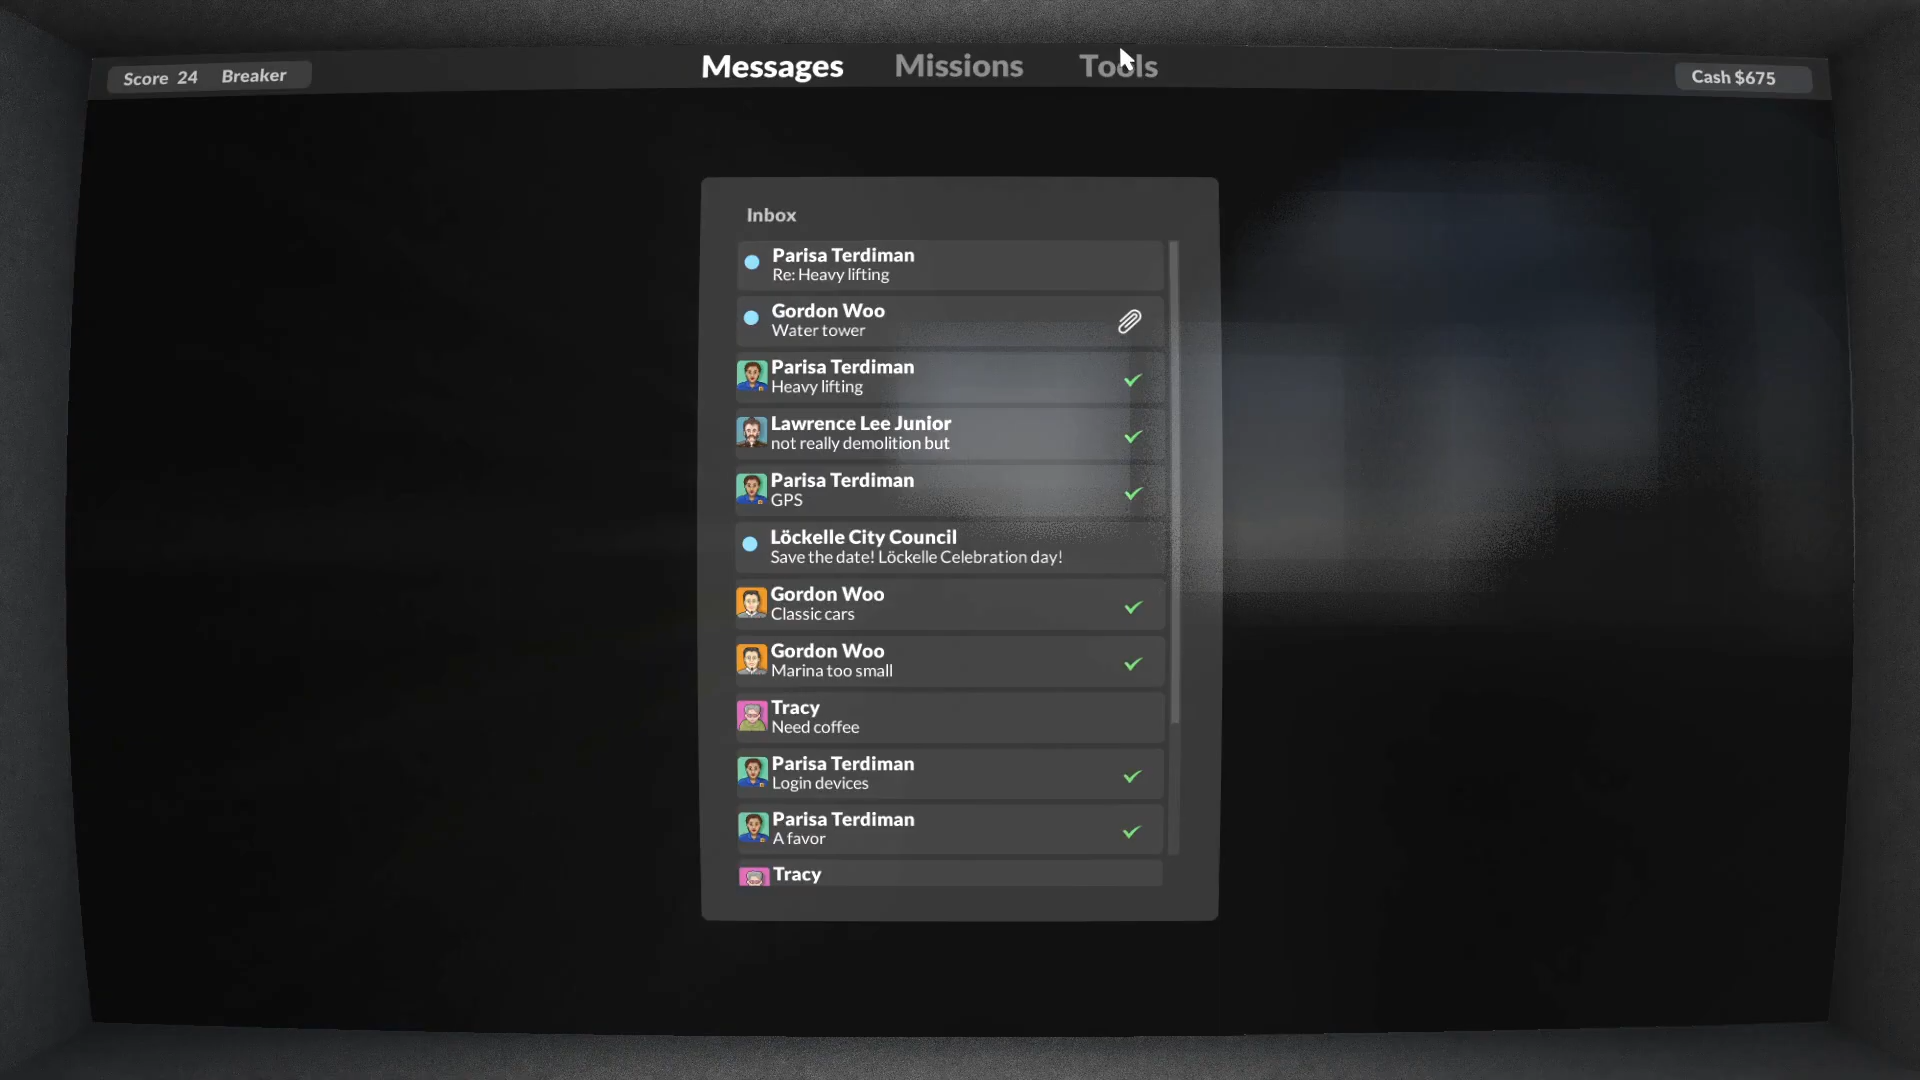 Score 24 Breaker
Messages Missions Tools
Cash $675
Inbox
Parisa Terdiman
Re: Heavy lifting
Gordon Woo
Water tower
Parisa Terdiman
Heavy lifting
Lawrence Lee Junior
not really demolition but
Parisa Terdiman
GPS
Löckelle City Council
Save the date! Löckelle Celebration day!
Gordon Woo
Classic cars
Gordon Woo
Marina too small
Tracy
Need coffee
Parisa Terdiman
Login devices
Parisa Terdiman
A favor
Tracy